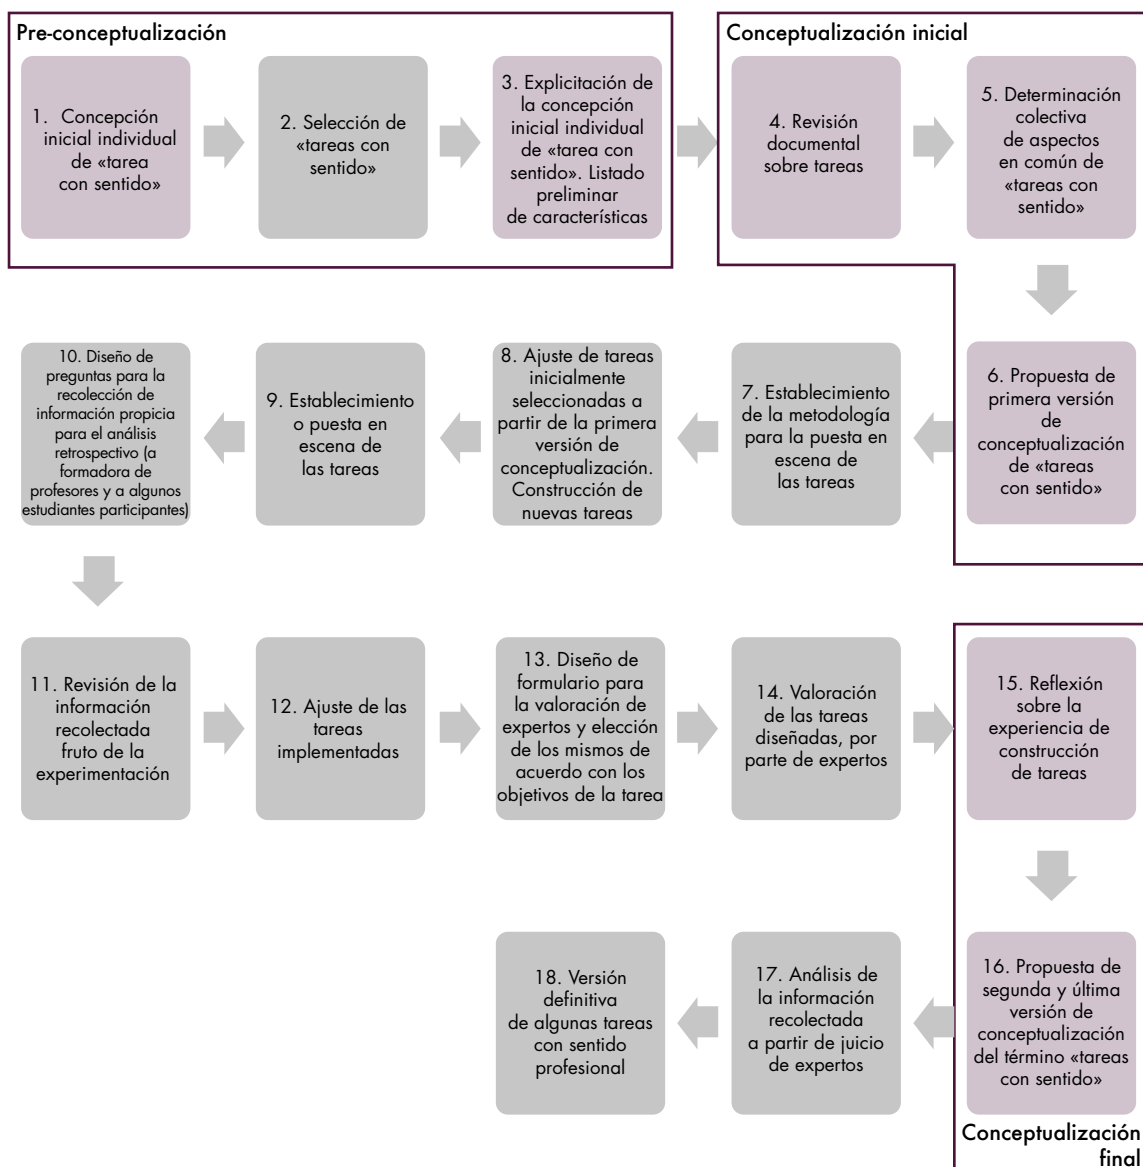 Pre-conceptualización
1. Concepción
inicial individual
de «tarea
con sentido»
2. Selección de
«tareas con
sentido»
3. Explicitación de
la concepción
inicial individual
de «tarea con
sentido». Listado
preliminar
de características
Conceptualización inicial
4. Revisión
documental
sobre tareas
5. Determinación
colectiva
de aspectos
en común de
«tareas con
sentido»
6. Propuesta de
primera versión
de
conceptualización
de «tareas
con sentido»
7. Establecimiento
de la metodología
para la puesta en
escena de
las tareas
8. Ajuste de tareas
inicialmente
seleccionadas a
partir de la primera
versión de
conceptualización.
Construcción de
nuevas tareas
9. Establecimiento
o puesta en
escena de
las tareas
10. Diseño de
preguntas para la
recolección de
información propicia
para el análisis
retrospectivo (a
formadora de
profesores y a algunos
estudiantes participantes)
11. Revisión de la
información
recolectada
fruto de la
experimentación
12. Ajuste de las
tareas
implementadas
13. Diseño de
formulario para
la valoración de
expertos y elección
de los mismos de
acuerdo con los
objetivos de la tarea
14. Valoración
de las tareas
diseñadas, por
parte de expertos
15. Reflexión
sobre la
experiencia de
construcción
de tareas
16. Propuesta de
segunda y última
versión de
conceptualización
del término «tareas
con sentido»
17. Análisis de
la información
recolectada
a partir de juicio
de expertos
18. Versión
definitiva
de algunas tareas
con sentido
profesional
Conceptualización
final